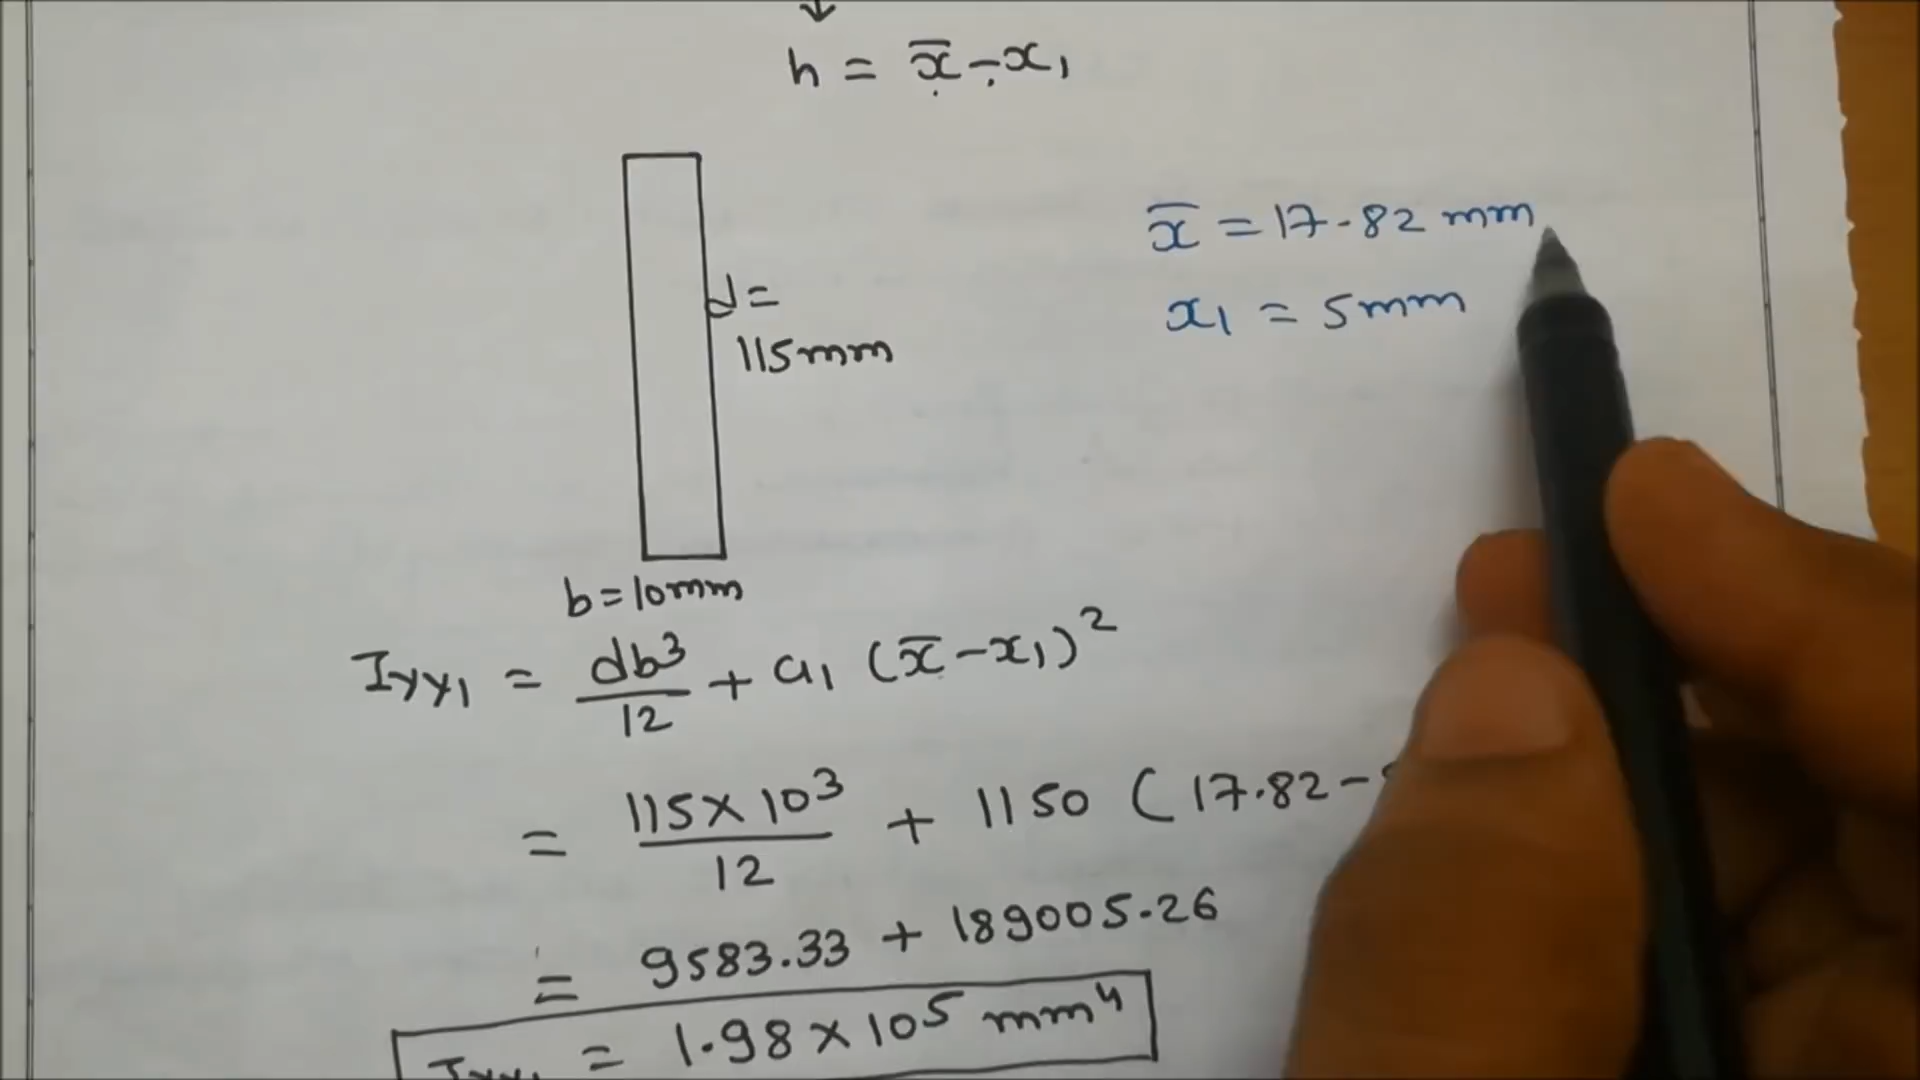 ↓
h = x̄ - x₁
d =
115mm
x̄ = 17.82 mm
x₁ = 5mm
b = 10mm
Iyy₁ = db³/12 + a₁ (x̄ - x₁)²
= 115 × 10³/12 + 1150 (17.82 -
= 9583.33 + 189005.26
Iyy₁ = 1.98 × 10⁵ mm⁴